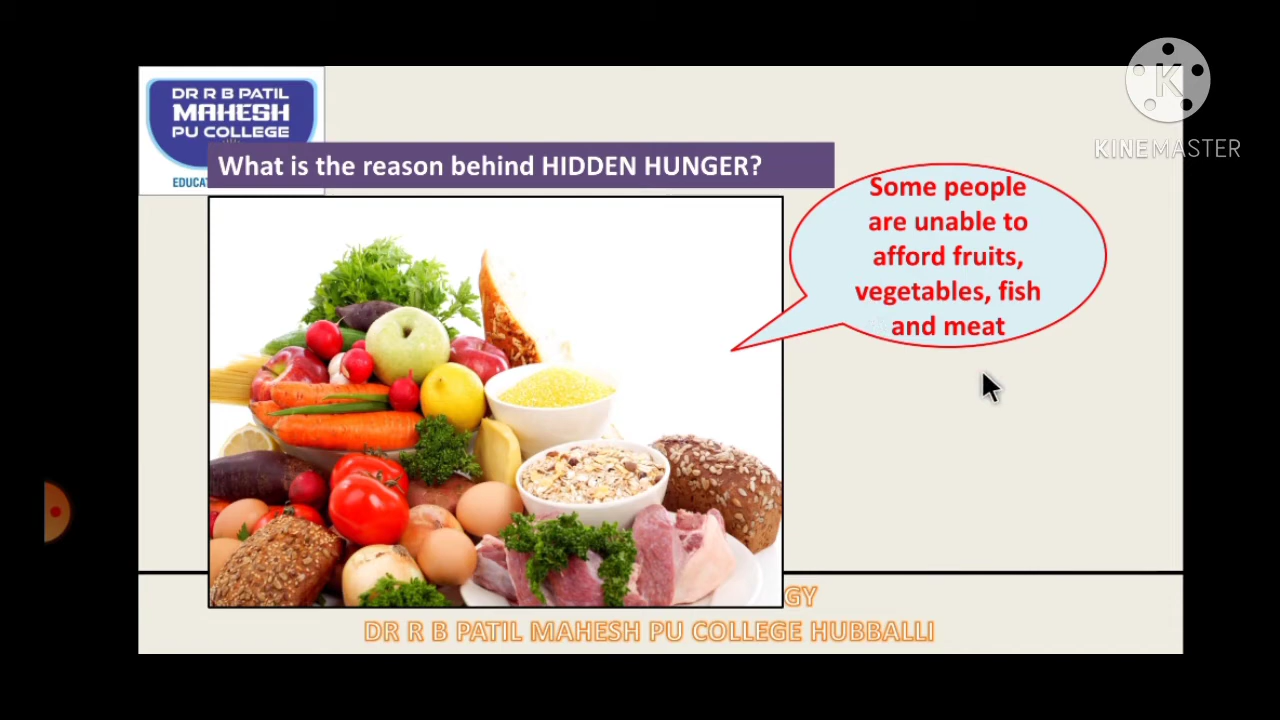 DR R B PATIL
MAHESH
PU COLLEGE
EDUCAT
What is the reason behind HIDDEN HUNGER?
KINEMASTER
Some people
are unable to
afford fruits,
vegetables, fish
and meat
GY
DR R B PATIL MAHESH PU COLLEGE HUBBALLI